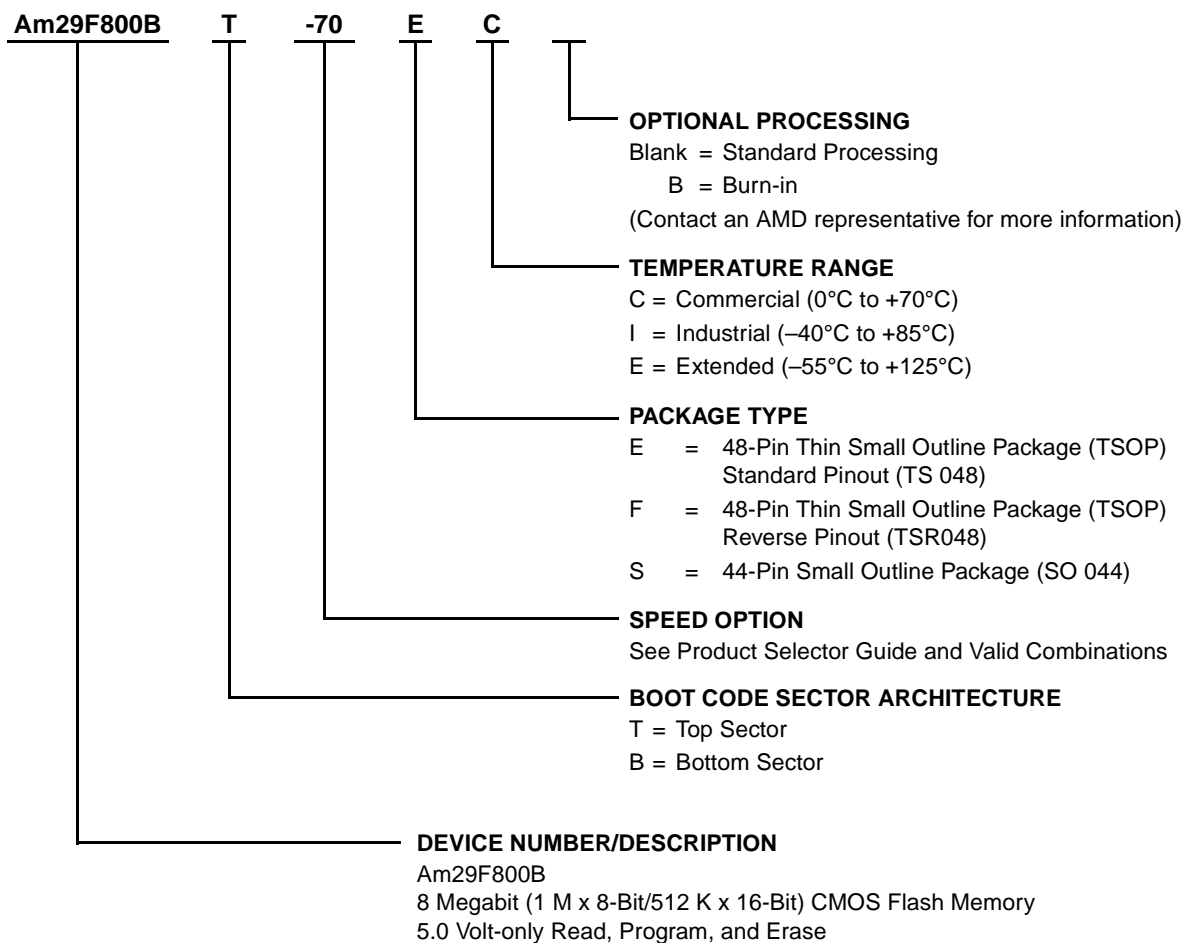 Am29F800B T -70 E C
OPTIONAL PROCESSING
Blank = Standard Processing
B = Burn-in
(Contact an AMD representative for more information)
TEMPERATURE RANGE
C = Commercial (0°C to +70°C)
I = Industrial (–40°C to +85°C)
E = Extended (–55°C to +125°C)
PACKAGE TYPE
E = 48-Pin Thin Small Outline Package (TSOP)
Standard Pinout (TS 048)
F = 48-Pin Thin Small Outline Package (TSOP)
Reverse Pinout (TSR048)
S = 44-Pin Small Outline Package (SO 044)
SPEED OPTION
See Product Selector Guide and Valid Combinations
BOOT CODE SECTOR ARCHITECTURE
T = Top Sector
B = Bottom Sector
DEVICE NUMBER/DESCRIPTION
Am29F800B
8 Megabit (1 M x 8-Bit/512 K x 16-Bit) CMOS Flash Memory
5.0 Volt-only Read, Program, and Erase